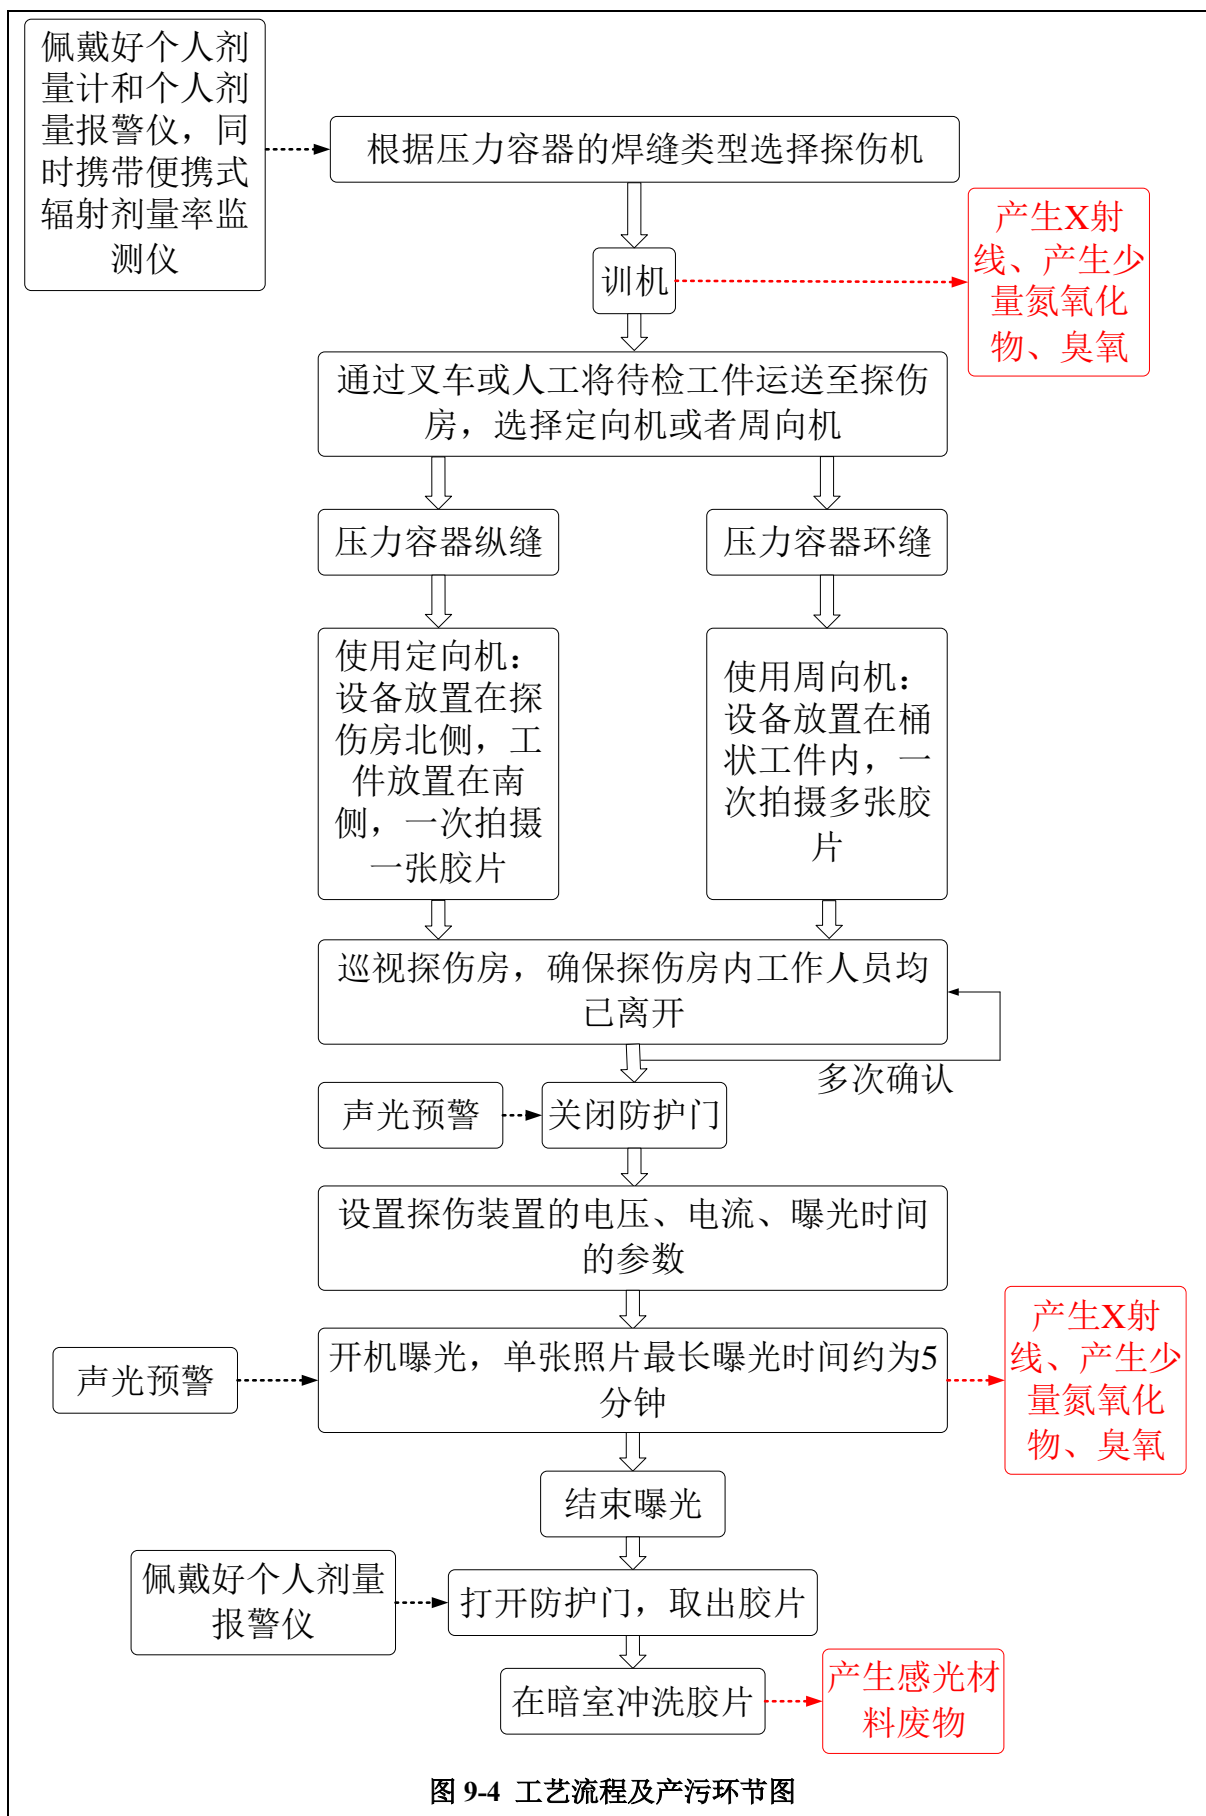 佩戴好个人剂
量计和个人剂
量报警仪，同
时携带便携式
辐射剂量率监
测仪
根据压力容器的焊缝类型选择探伤机
训机
产生X射
线、产生少
量氮氧化
物、臭氧
通过叉车或人工将待检工件运送至探伤
房，选择定向机或者周向机
压力容器纵缝
压力容器环缝
使用定向机：
设备放置在探
伤房北侧，工
件放置在南
侧，一次拍摄
一张胶片
使用周向机：
设备放置在桶
状工件内，一
次拍摄多张胶
片
巡视探伤房，确保探伤房内工作人员均
已离开
多次确认
声光预警
关闭防护门
设置探伤装置的电压、电流、曝光时间
的参数
声光预警
开机曝光，单张照片最长曝光时间约为5
分钟
产生X射
线、产生少
量氮氧化
物、臭氧
结束曝光
佩戴好个人剂量
报警仪
打开防护门，取出胶片
在暗室冲洗胶片
产生感光材
料废物
图 9-4 工艺流程及产污环节图